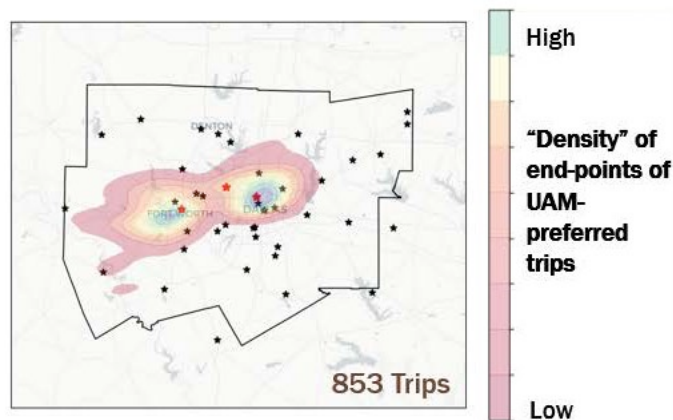 DENTON
FORT WORTH
DALLAS
853 Trips
High
"Density" of
end-points of
UAM-
preferred
trips
Low